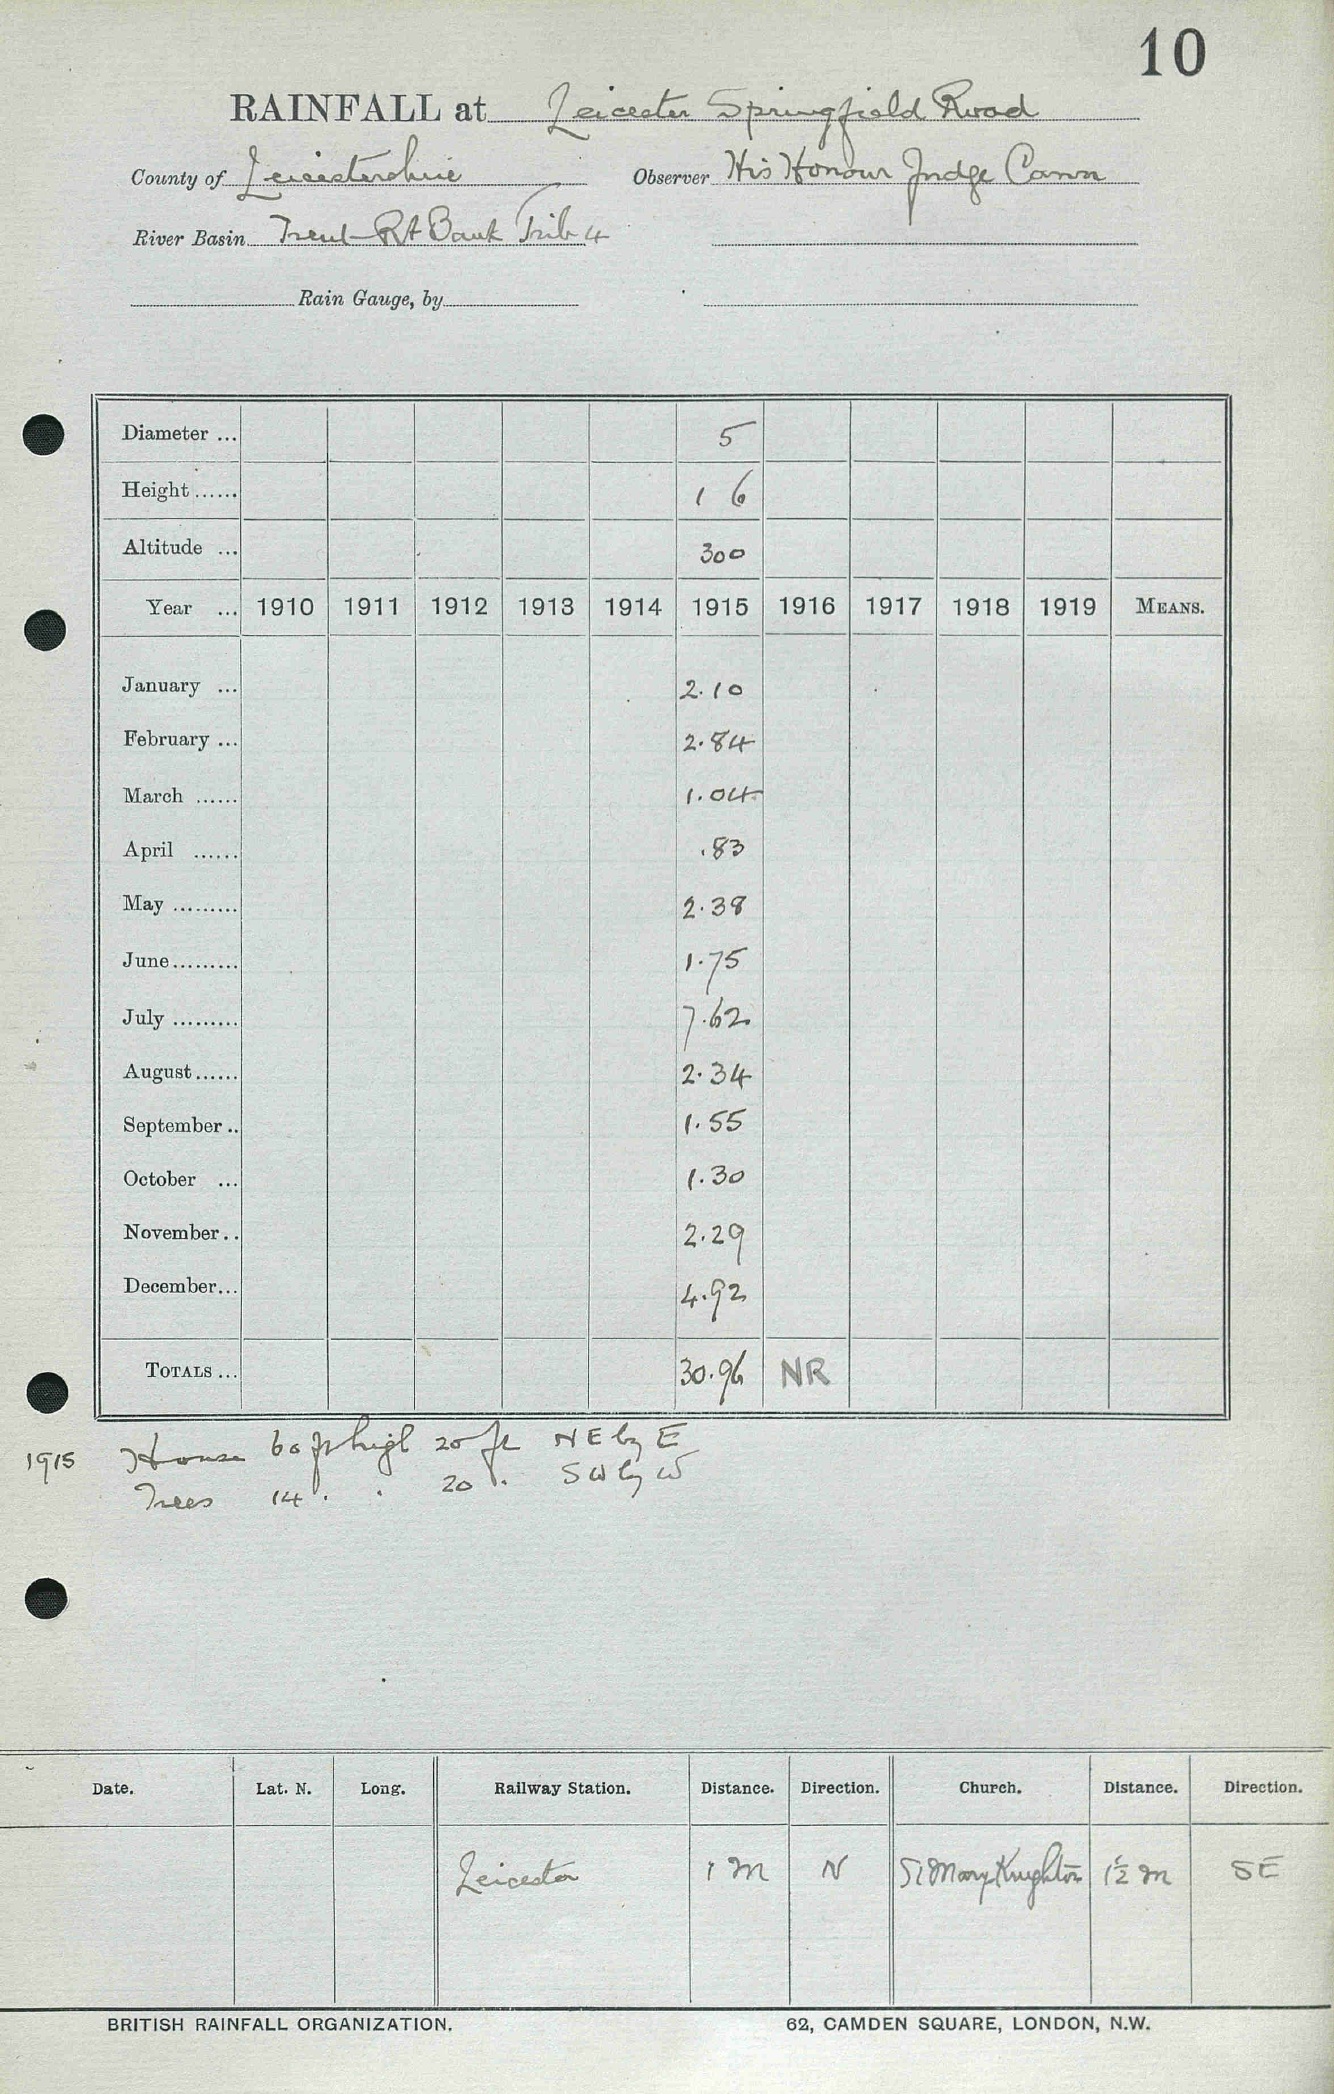 10
RAINFALL at Leicester Springfield Road
County of Leicestershire Observer His Honour Judge Cann
River Basin Trent Rt Bank Trib 4
Rain Gauge, by
Diameter ... 5
Height ...... 1 6
Altitude ... 300
Year ... 1910 1911 1912 1913 1914 1915 1916 1917 1918 1919 MEANS.
January ... 2.10
February ... 2.84
March ...... 1.04
April ...... .83
May ......... 2.38
June ......... 1.75
July ......... 7.62
August ...... 2.34
September .. 1.55
October ... 1.30
November .. 2.29
December ... 4.92
TOTALS ... 30.96 NR
1915 House 60 ft high 20 ft NE by E
Trees 14 " " 20 " SW by W
Date. Lat. N. Long. Railway Station. Distance. Direction. Church. Distance. Direction.
Leicester 1 m N St Mary Knighton 1½ m SE
BRITISH RAINFALL ORGANIZATION. 62, CAMDEN SQUARE, LONDON, N.W.